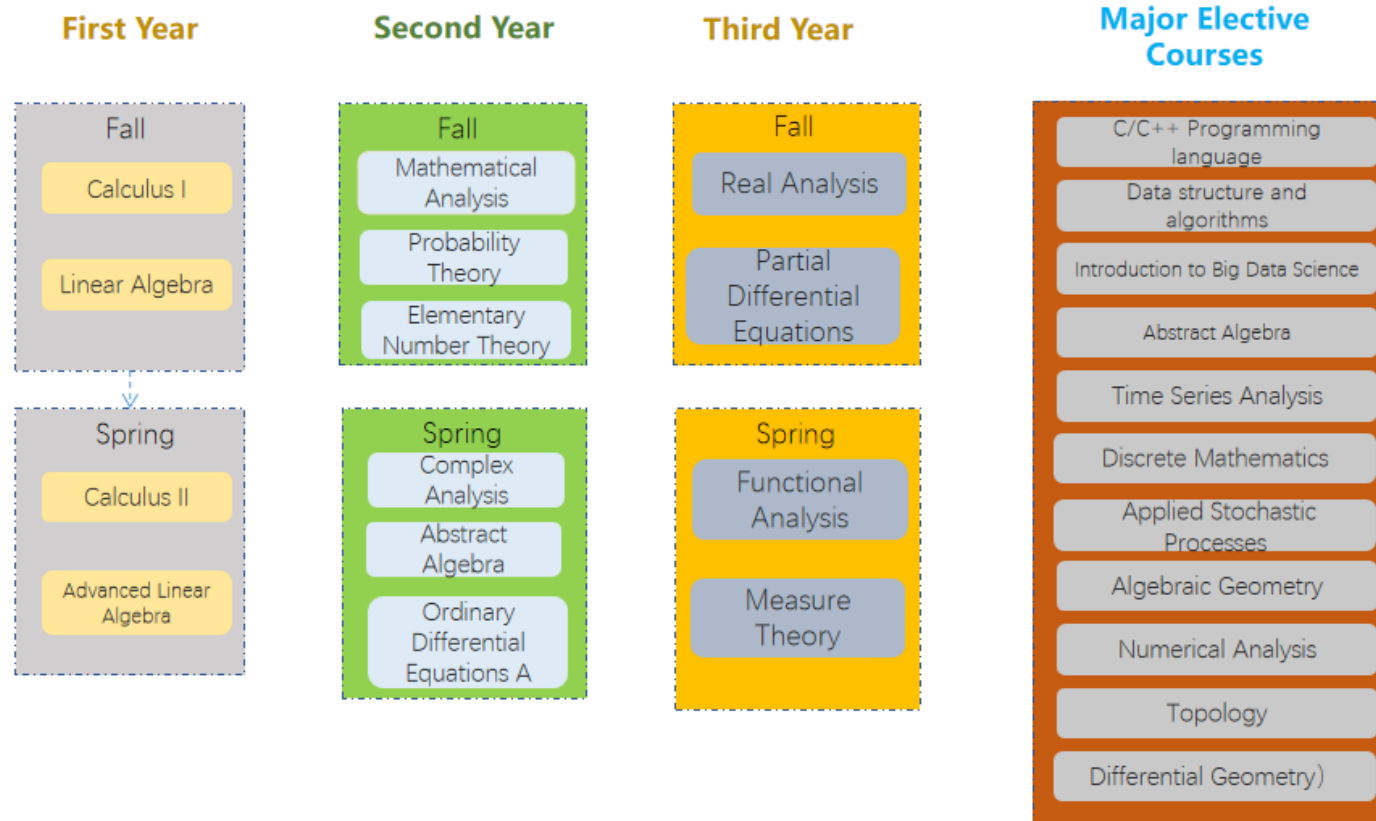 First Year
Fall
Calculus I
Linear Algebra
Spring
Calculus II
Advanced Linear
Algebra
Second Year
Fall
Mathematical
Analysis
Probability
Theory
Elementary
Number Theory
Spring
Complex
Analysis
Abstract
Algebra
Ordinary
Differential
Equations A
Third Year
Fall
Real Analysis
Partial
Differential
Equations
Spring
Functional
Analysis
Measure
Theory
Major Elective
Courses
C/C++ Programming
language
Data structure and
algorithms
Introduction to Big Data Science
Abstract Algebra
Time Series Analysis
Discrete Mathematics
Applied Stochastic
Processes
Algebraic Geometry
Numerical Analysis
Topology
Differential Geometry）